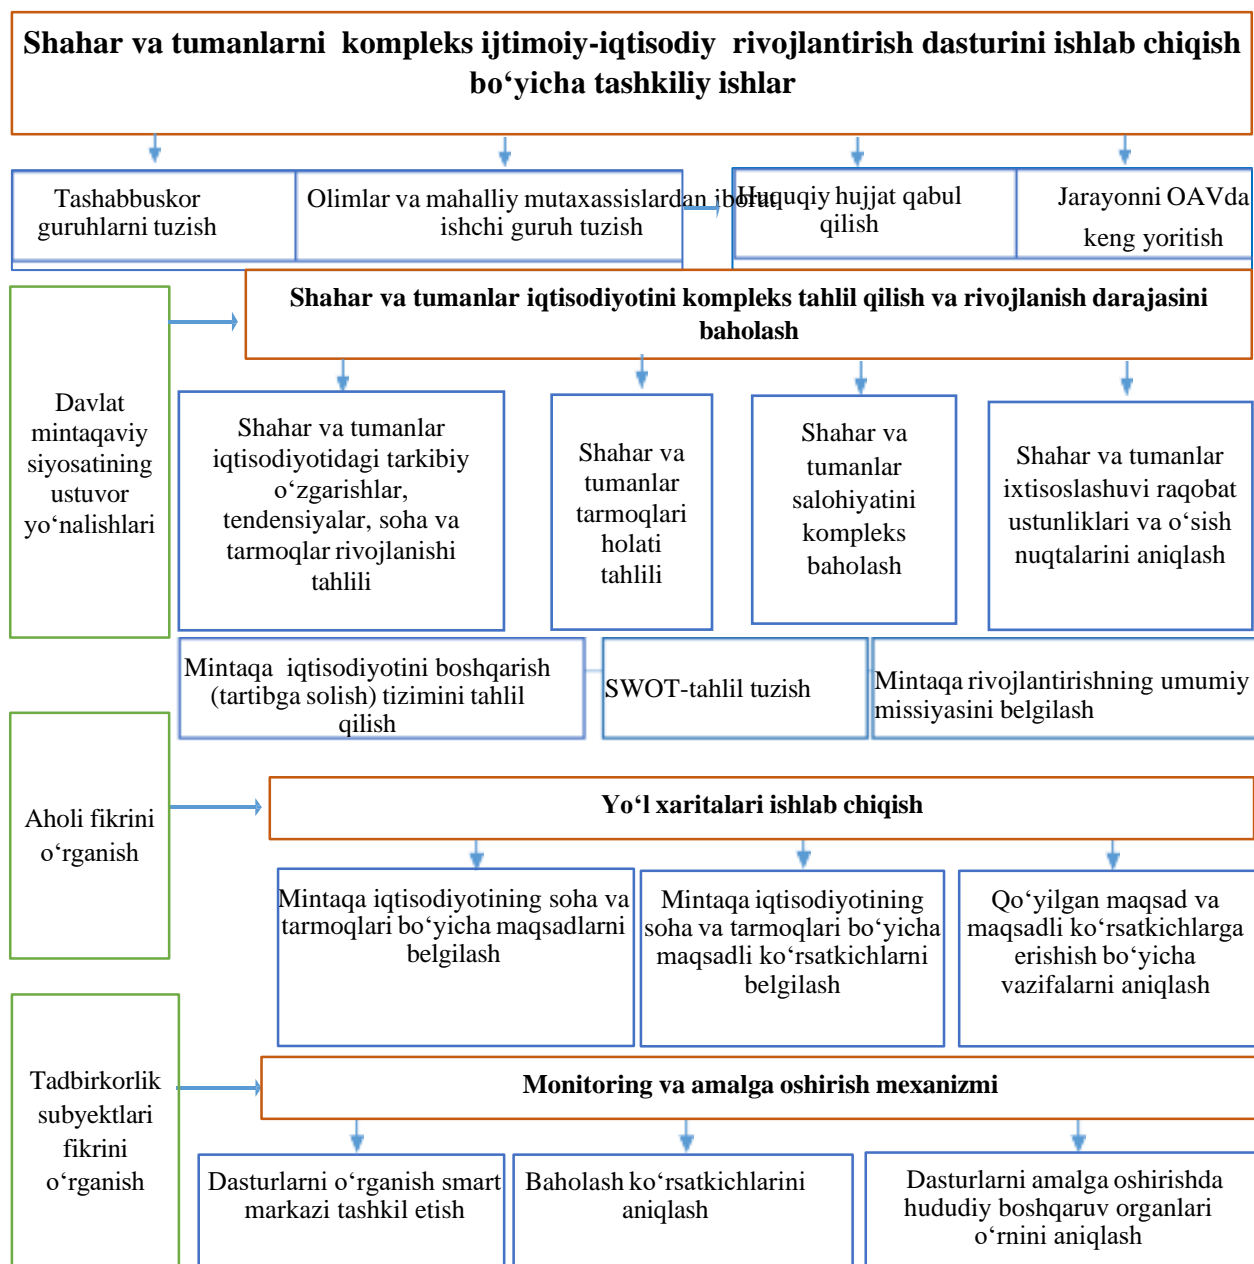 Shahar va tumanlarni kompleks ijtimoiy-iqtisodiy rivojlantirish dasturini ishlab chiqish
bo‘yicha tashkiliy ishlar
Tashabbuskor
guruhlarni tuzish
Olimlar va mahalliy mutaxassislardan iborat
ishchi guruh tuzish
Huquqiy hujjat qabul
qilish
Jarayonni OAVda
keng yoritish
Davlat
mintaqaviy
siyosatining
ustuvor
yo‘nalishlari
Shahar va tumanlar iqtisodiyotini kompleks tahlil qilish va rivojlanish darajasini
baholash
Shahar va tumanlar
iqtisodiyotidagi tarkibiy
o‘zgarishlar,
tendensiyalar, soha va
tarmoqlar rivojlanishi
tahlili
Shahar va
tumanlar
tarmoqlari
holati
tahlili
Shahar va
tumanlar
salohiyatini
kompleks
baholash
Shahar va tumanlar
ixtisoslashuvi raqobat
ustunliklari va o‘sish
nuqtalarini aniqlash
Mintaqa iqtisodiyotini boshqarish
(tartibga solish) tizimini tahlil
qilish
SWOT-tahlil tuzish
Mintaqa rivojlantirishning umumiy
missiyasini belgilash
Aholi fikrini
o‘rganish
Yo‘l xaritalari ishlab chiqish
Mintaqa iqtisodiyotining soha va
tarmoqlari bo‘yicha maqsadlarni
belgilash
Mintaqa iqtisodiyotining
soha va tarmoqlari bo‘yicha
maqsadli ko‘rsatkichlarni
belgilash
Qo‘yilgan maqsad va
maqsadli ko‘rsatkichlarga
erishish bo‘yicha
vazifalarni aniqlash
Tadbirkorlik
subyektlari
fikrini
o‘rganish
Monitoring va amalga oshirish mexanizmi
Dasturlarni o‘rganish smart
markazi tashkil etish
Baholash ko‘rsatkichlarini
aniqlash
Dasturlarni amalga oshirishda
hududiy boshqaruv organlari
o‘rnini aniqlash